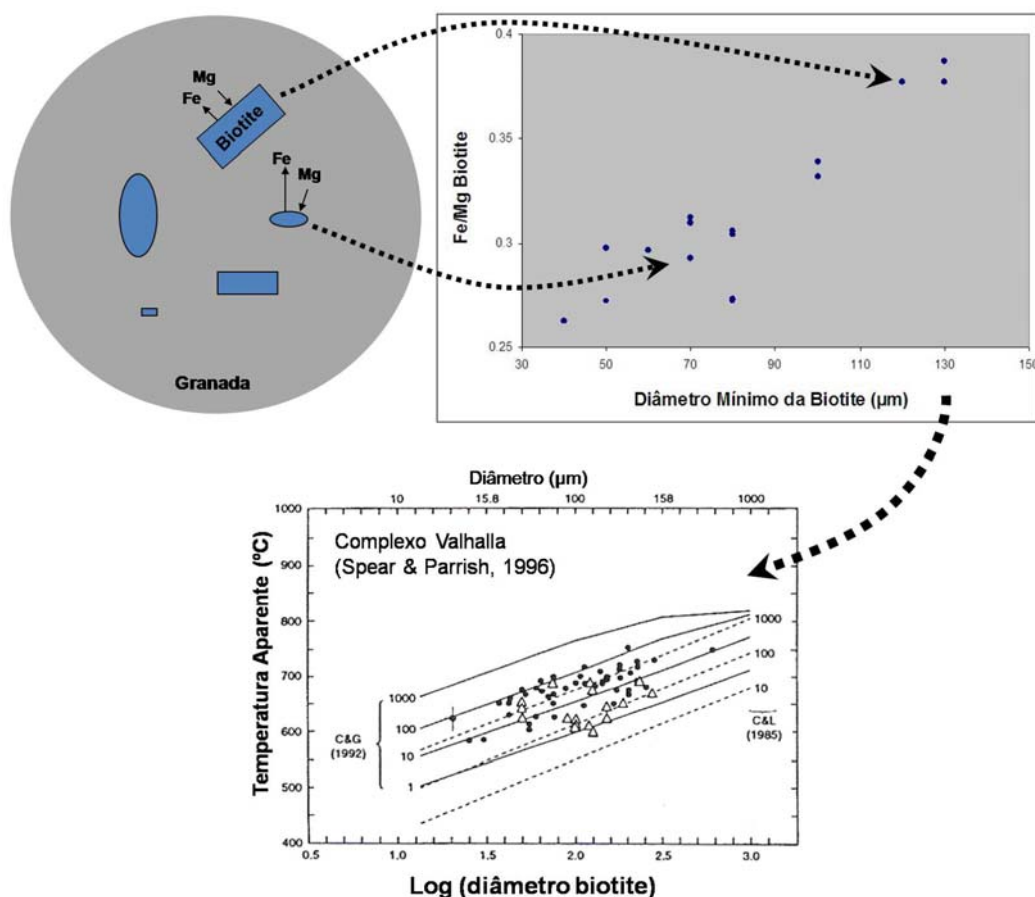 Mg
Fe
Biotite
Fe
Mg
Granada
0.4
0.35
0.3
0.25
Fe/Mg Biotite
30
50
70
90
110
130
150
Diâmetro Mínimo da Biotite (µm)
Diâmetro (µm)
10
15.8
100
158
1000
1000
900
800
700
600
500
400
Temperatura Aparente (ºC)
Complexo Valhalla
(Spear & Parrish, 1996)
1000
100
10
1
C&G
(1992)
1000
100
10
C&L
(1985)
0.5
1.0
1.5
2.0
2.5
3.0
Log (diâmetro biotite)